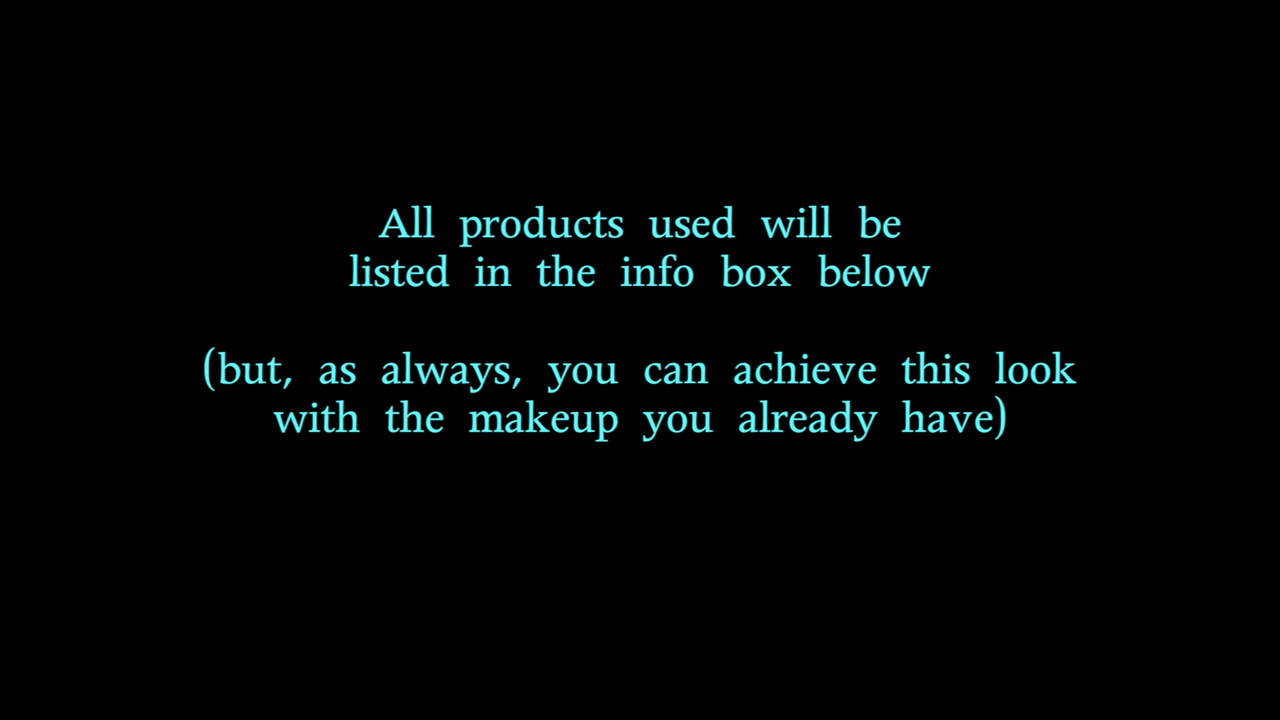 All products used will be
listed in the info box below
(but, as always, you can achieve this look
with the makeup you already have)